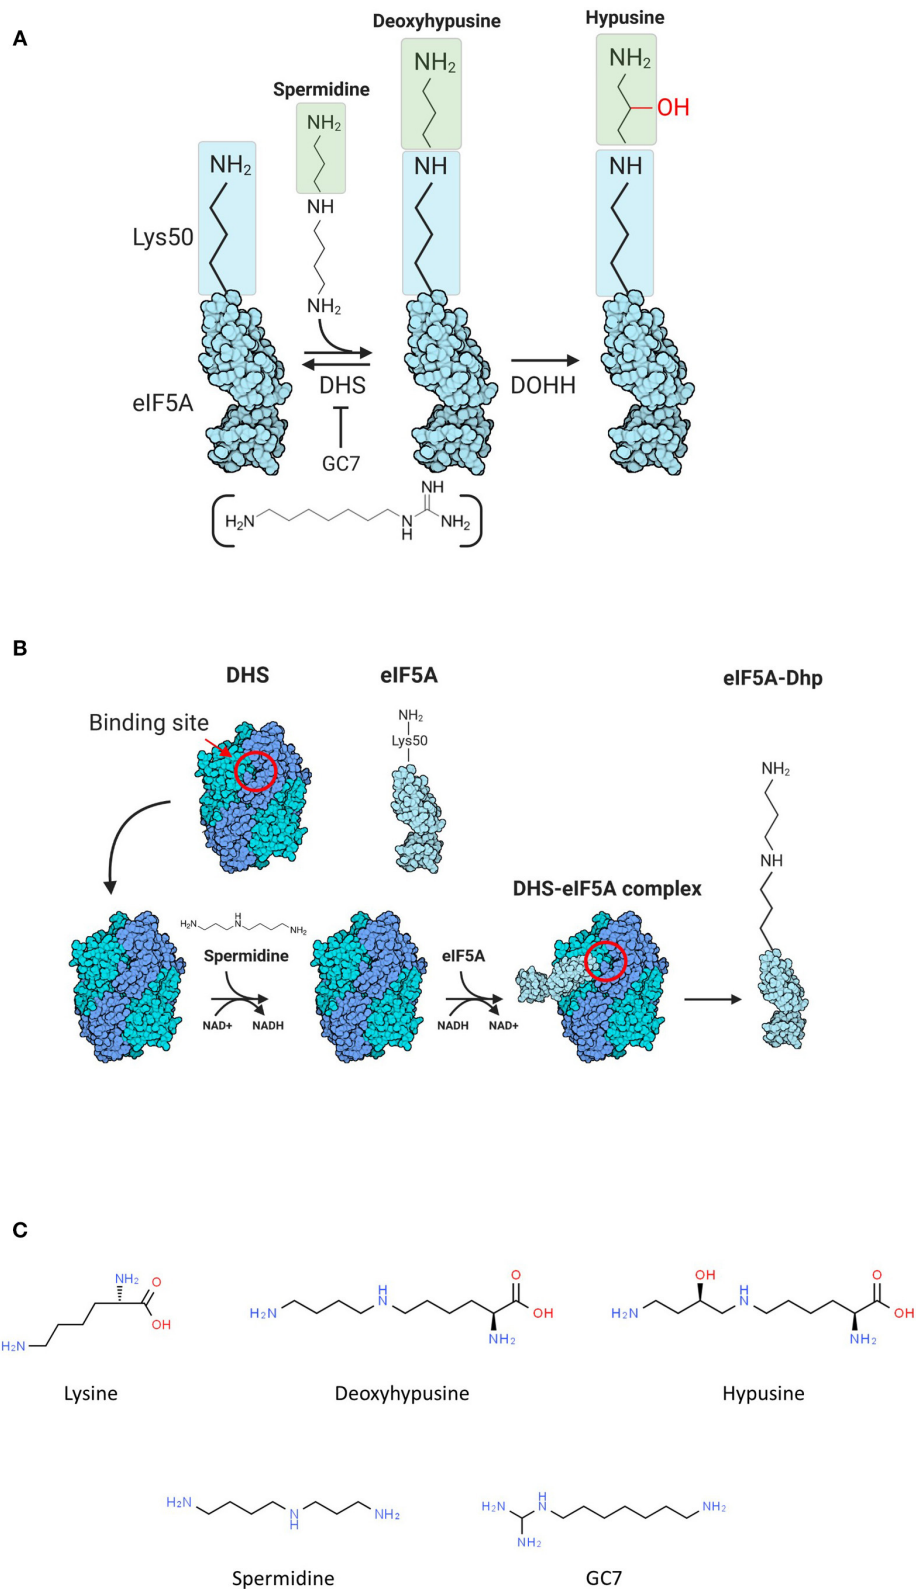 A
Deoxyhypusine
Hypusine
Spermidine
NH2
NH2
NH2
OH
NH2
NH
NH
NH
Lys50
NH2
eIF5A
DHS
DOHH
GC7
H2N
N
H
NH
NH2
B
DHS
eIF5A
eIF5A-Dhp
Binding site
NH2
Lys50
NH2
NH
DHS-eIF5A complex
H2N
H
N
NH2
Spermidine
eIF5A
NAD+
NADH
NADH
NAD+
C
NH2
O
OH
H2N
Lysine
H2N
H
N
O
OH
NH2
Deoxyhypusine
OH
H2N
H
N
O
OH
NH2
Hypusine
H2N
N
H
NH2
Spermidine
H2N
H
N
NH2
NH2
GC7